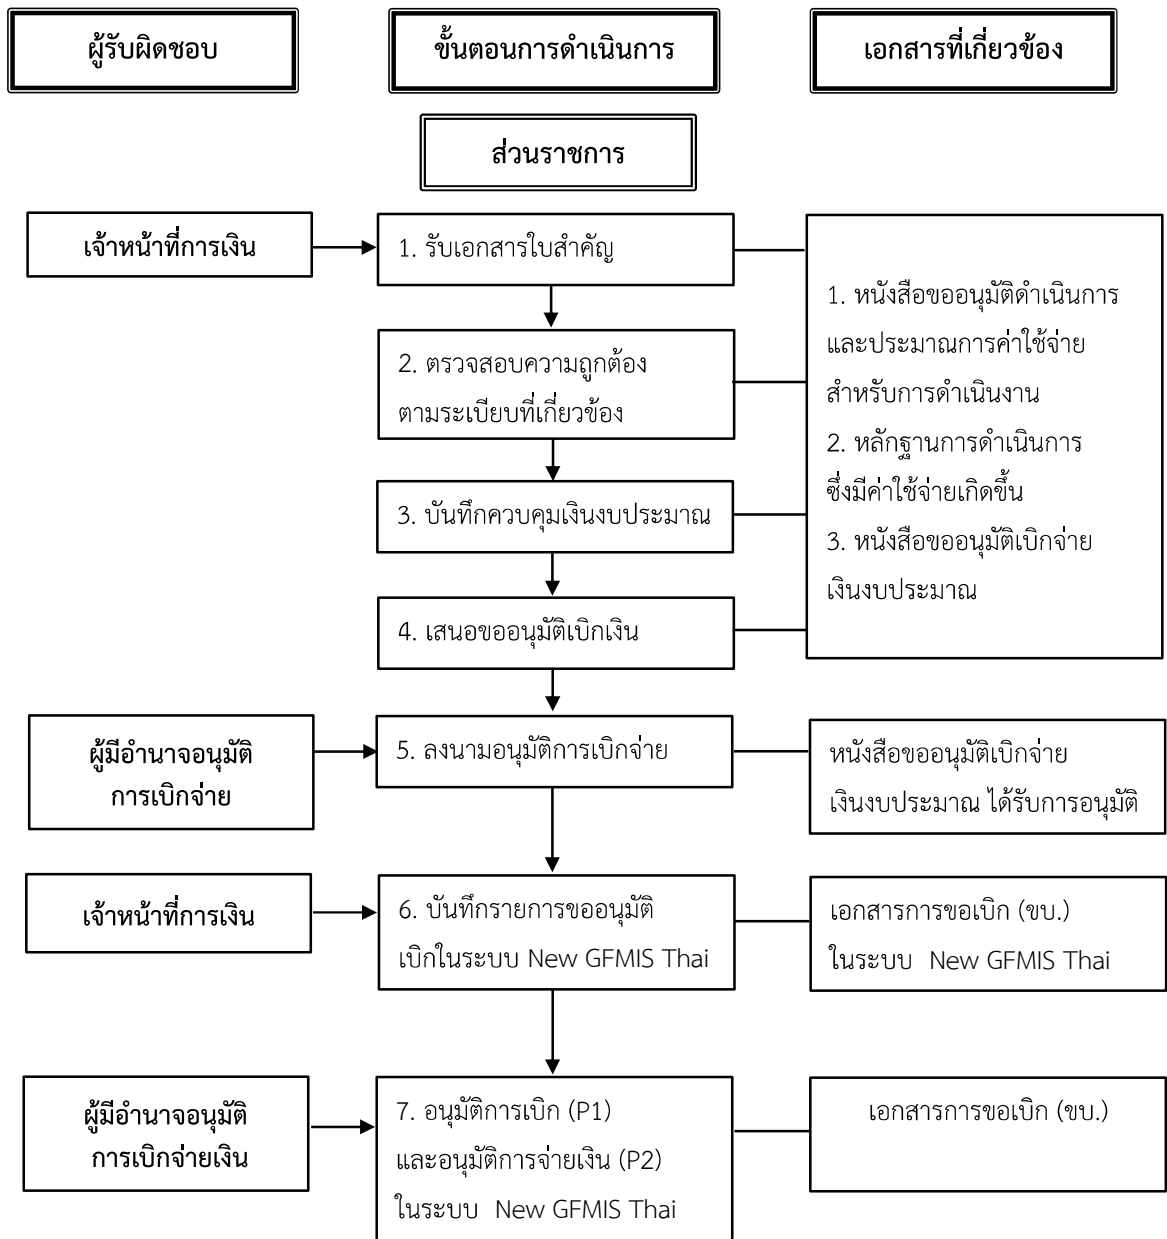 ผู้รับผิดชอบ
ขั้นตอนการดำเนินการ
เอกสารที่เกี่ยวข้อง
ส่วนราชการ
เจ้าหน้าที่การเงิน
1. รับเอกสารใบสำคัญ
2. ตรวจสอบความถูกต้อง
ตามระเบียบที่เกี่ยวข้อง
3. บันทึกควบคุมเงินงบประมาณ
4. เสนอขออนุมัติเบิกเงิน
1. หนังสือขออนุมัติดำเนินการ
และประมาณการค่าใช้จ่าย
สำหรับการดำเนินงาน
2. หลักฐานการดำเนินการ
ซึ่งมีค่าใช้จ่ายเกิดขึ้น
3. หนังสือขออนุมัติเบิกจ่าย
เงินงบประมาณ
ผู้มีอำนาจอนุมัติ
การเบิกจ่าย
5. ลงนามอนุมัติการเบิกจ่าย
หนังสือขออนุมัติเบิกจ่าย
เงินงบประมาณ ได้รับการอนุมัติ
เจ้าหน้าที่การเงิน
6. บันทึกรายการขออนุมัติ
เบิกในระบบ New GFMIS Thai
เอกสารการขอเบิก (ขบ.)
ในระบบ New GFMIS Thai
ผู้มีอำนาจอนุมัติ
การเบิกจ่ายเงิน
7. อนุมัติการเบิก (P1)
และอนุมัติการจ่ายเงิน (P2)
ในระบบ New GFMIS Thai
เอกสารการขอเบิก (ขบ.)